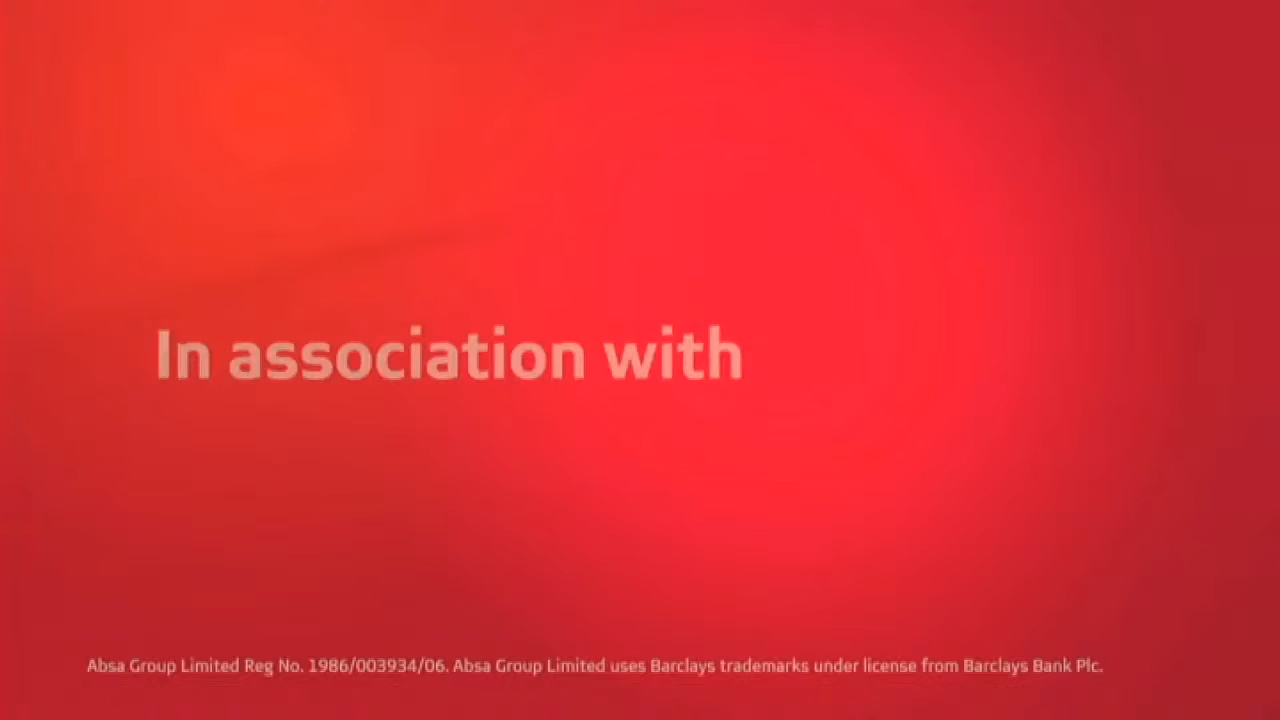 In association with
Absa Group Limited Reg No. 1986/003934/06. Absa Group Limited uses Barclays trademarks under license from Barclays Bank Plc.